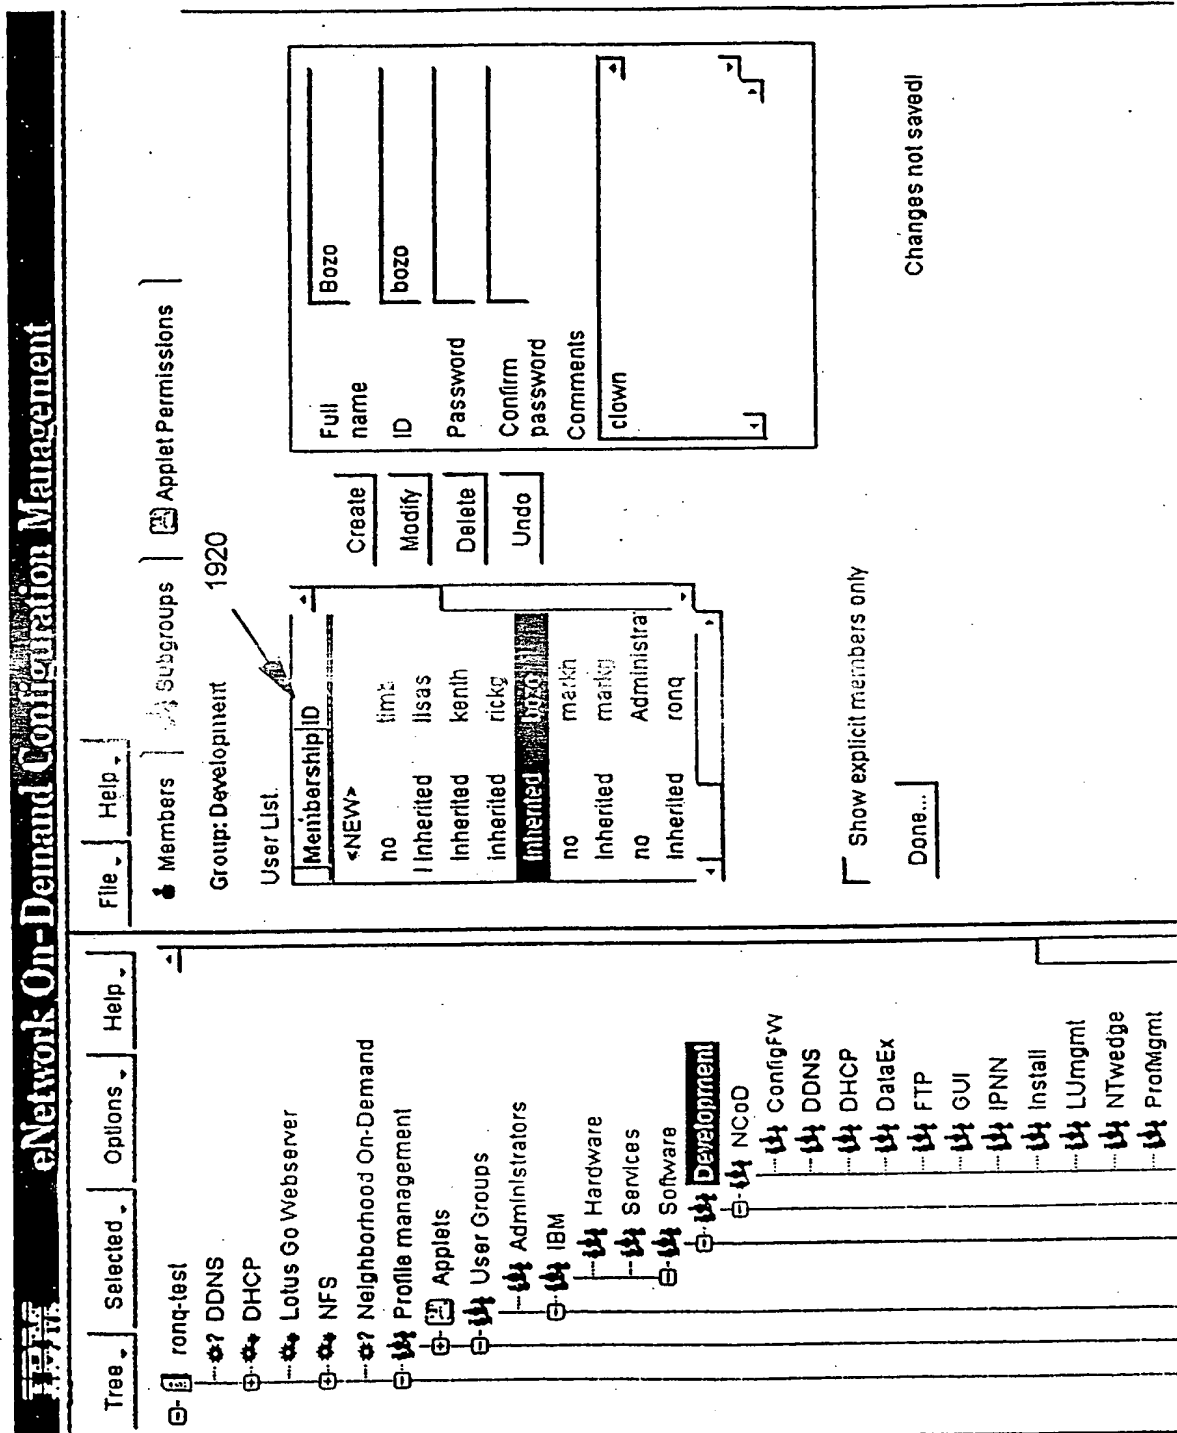 IBM eNetwork On-Demand Configuration Management
Tree Selected Options Help
ronq-test
? DDNS
DHCP
Lotus Go Webserver
NFS
? Neighborhood On-Demand
Profile management
Applets
User Groups
Administrators
IBM
Hardware
Services
Software
Development
NCoD
ConfigFW
DDNS
DHCP
DataEx
FTP
GUI
IPNN
Install
LUmgmt
NTwedge
ProfMgmt
File Help
Members Subgroups Applet Permissions
Group: Development
1920
User List.
Membership ID
<NEW>
no timb
Inherited lisas
Inherited kenth
inherited rickg
Inherited bozo
no markh
Inherited markg
no Administra
Inherited ronq
Create
Modify
Delete
Undo
Full name Bozo
ID bozo
Password
Confirm password
Comments
clown
Show explicit members only
Done...
Changes not saved!